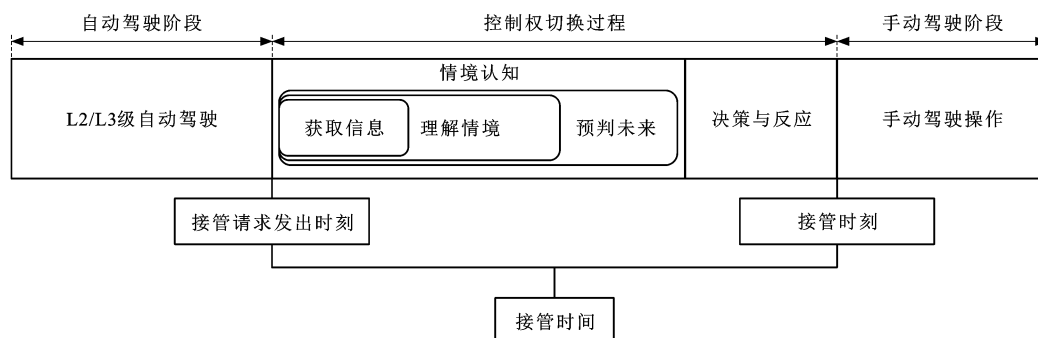 自动驾驶阶段
控制权切换过程
手动驾驶阶段
情境认知
L2/L3级自动驾驶
获取信息
理解情境
预判未来
决策与反应
手动驾驶操作
接管请求发出时刻
接管时刻
接管时间